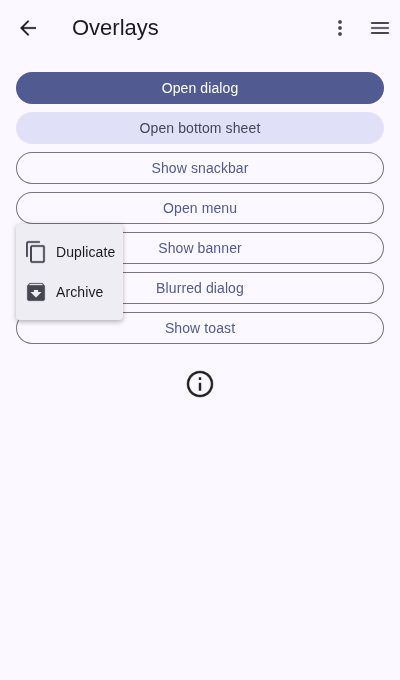 Overlays
Open dialog
Open bottom sheet
Show snackbar
Open menu
Show banner
Duplicate
Blurred dialog
Archive
Show toast